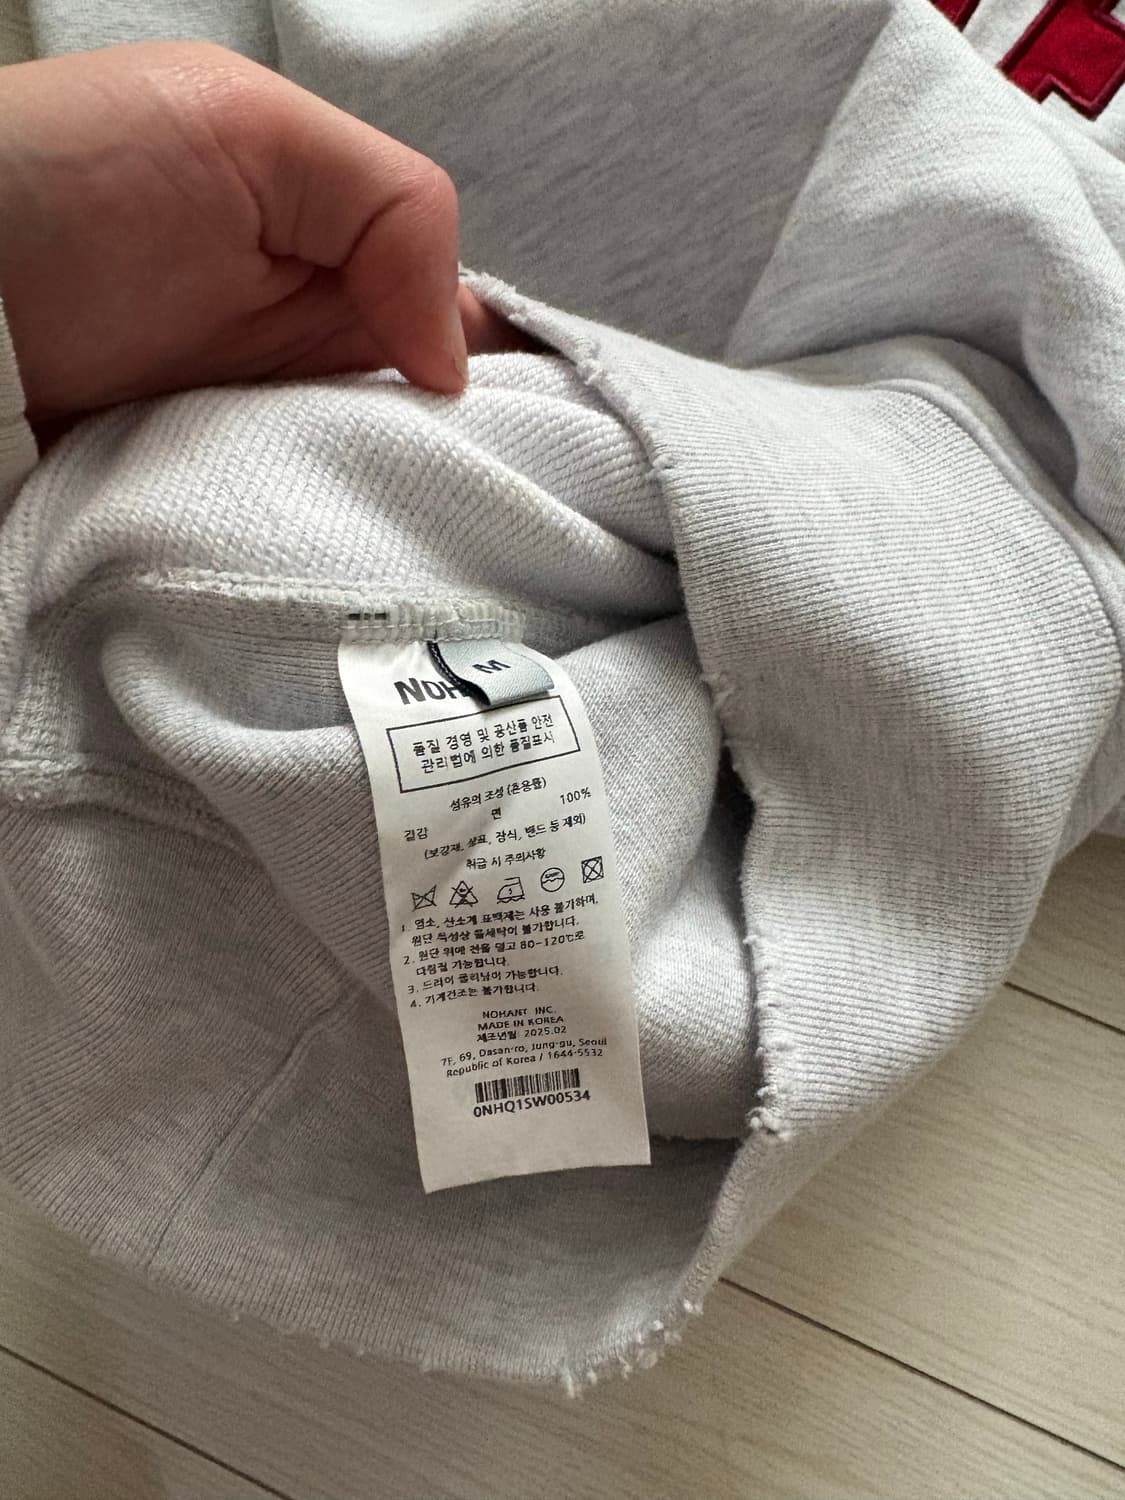 M
NOH
품질 경영 및 공산품 안전
관리법에 의한 품질표시
섬유의 조성 (혼용률)
겉감 면 100%
(보강재, 상표, 장식, 밴드 등 제외)
취급 시 주의사항
1. 염소, 산소계 표백제는 사용 불가하며,
원단 특성상 물세탁이 불가합니다.
2. 원단 위에 천을 덮고 80-120℃로
다림질 가능합니다.
3. 드라이 클리닝이 가능합니다.
4. 기계건조는 불가합니다.
NOHANT INC.
MADE IN KOREA
제조년월 2025.02
7F, 69, Dasan-ro, Jung-gu, Seoul
Republic of Korea / 1644-5532
0NHQ1SW00534